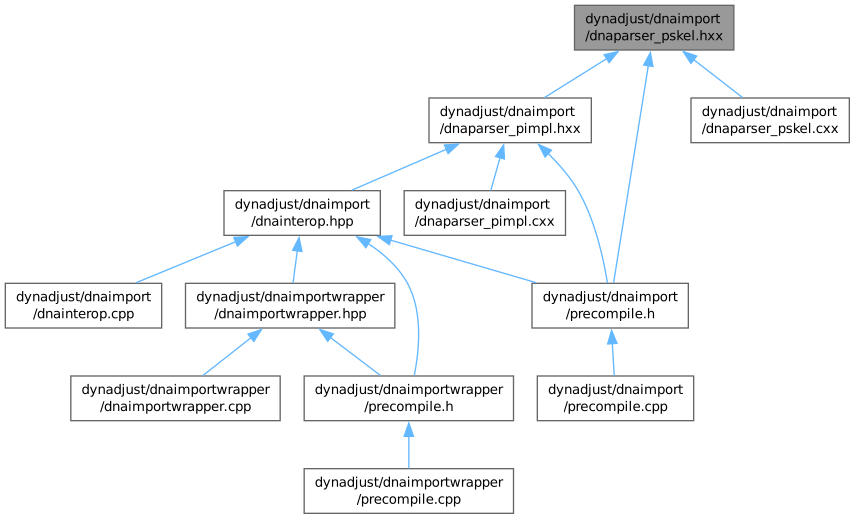 dynadjust/dnaimport
/dnaparser_pskel.hxx
dynadjust/dnaimport
/dnaparser_pimpl.hxx
dynadjust/dnaimport
/dnaparser_pskel.cxx
dynadjust/dnaimport
/dnainterop.hpp
dynadjust/dnaimport
/dnaparser_pimpl.cxx
dynadjust/dnaimport
/dnainterop.cpp
dynadjust/dnaimportwrapper
/dnaimportwrapper.hpp
dynadjust/dnaimport
/precompile.h
dynadjust/dnaimportwrapper
/dnaimportwrapper.cpp
dynadjust/dnaimportwrapper
/precompile.h
dynadjust/dnaimport
/precompile.cpp
dynadjust/dnaimportwrapper
/precompile.cpp